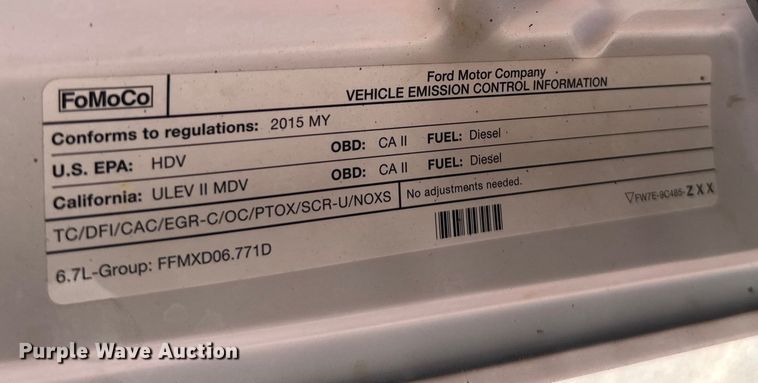 FoMoCo
Ford Motor Company
VEHICLE EMISSION CONTROL INFORMATION
Conforms to regulations: 2015 MY
U.S. EPA: HDV OBD: CA II FUEL: Diesel
California: ULEV II MDV OBD: CA II FUEL: Diesel
TC/DFI/CAC/EGR-C/OC/PTOX/SCR-U/NOXS No adjustments needed.
▽FW7E-9C485-ZXX
6.7L-Group: FFMXD06.771D
Purple Wave Auction